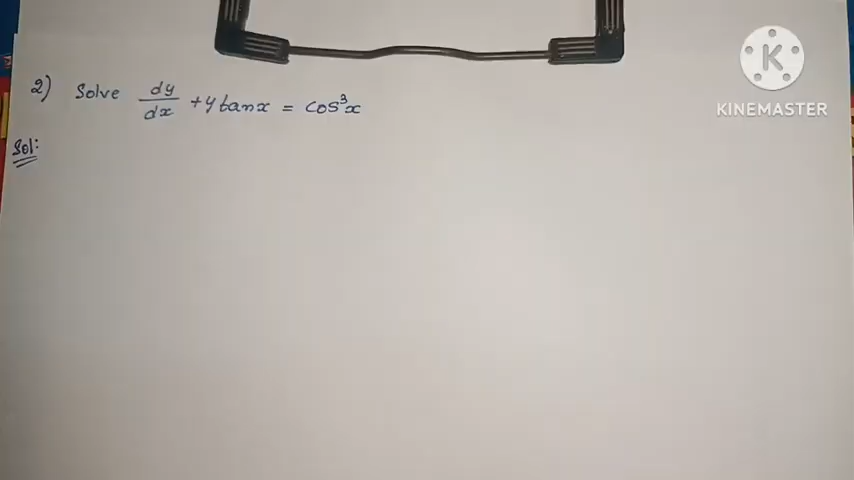 2) Solve dy/dx + y tanx = cos³x
Sol:
K
KINEMASTER